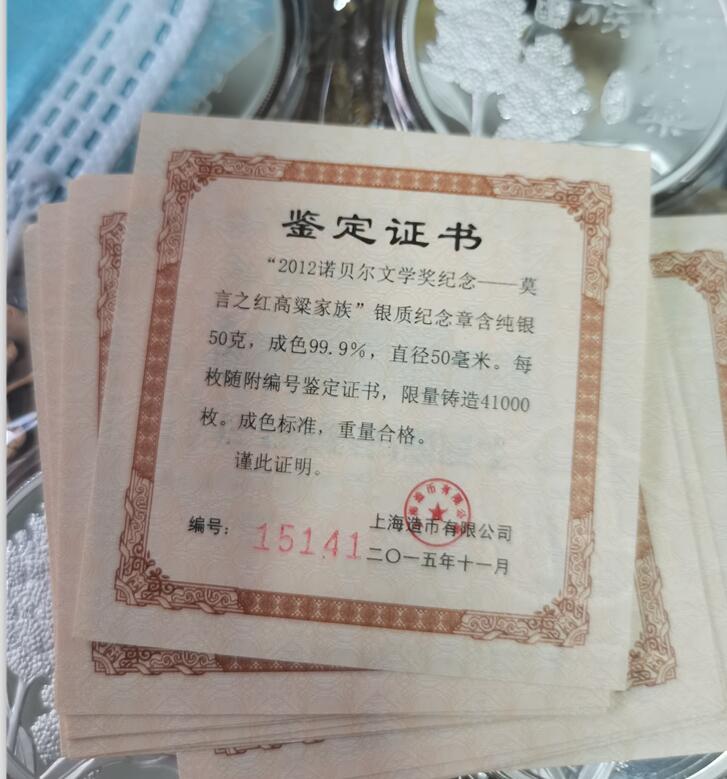 鉴定证书
“2012诺贝尔文学奖纪念——莫
言之红高粱家族”银质纪念章含纯银
50克，成色99.9%，直径50毫米。每
枚随附编号鉴定证书，限量铸造41000
枚。成色标准，重量合格。
谨此证明。
编号：
15141
上海造币有限公司
二〇一五年十一月